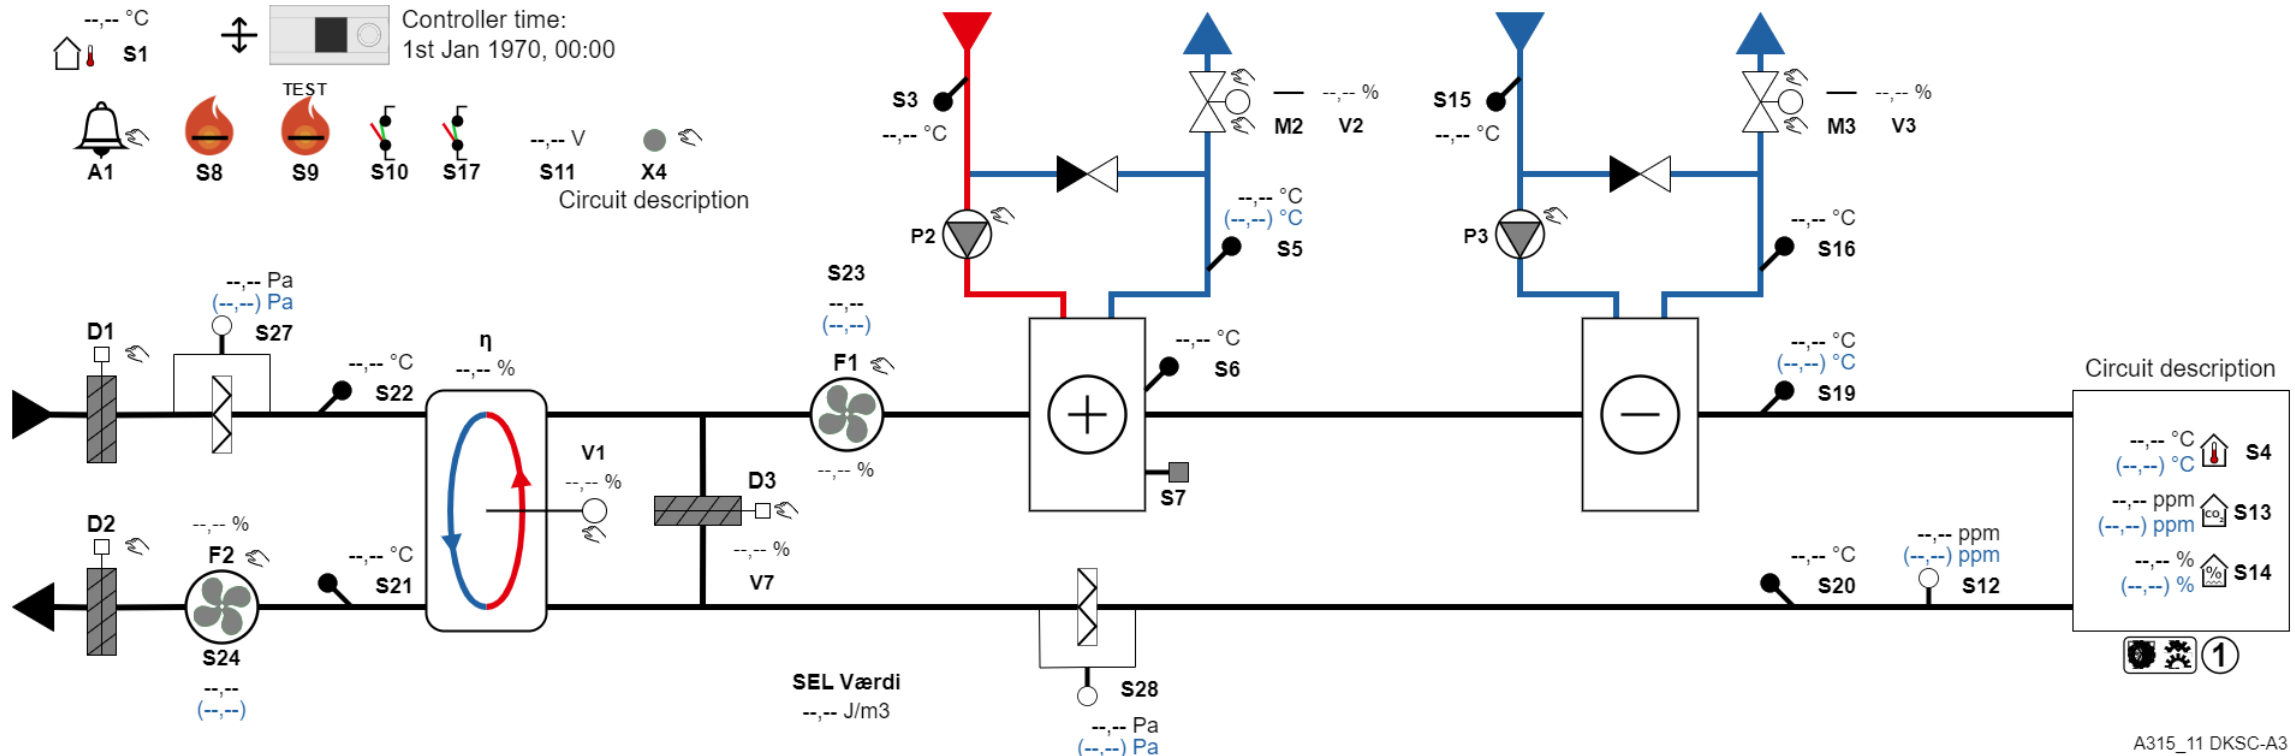 --,-- °C
S1
Controller time:
1st Jan 1970, 00:00
A1
S8
TEST
S9
S10
S17
--,-- V
S11
X4
Circuit description
S3
--,-- °C
M2
--,-- %
V2
P2
--,-- °C
(--,--) °C
S5
S15
--,-- °C
M3
--,-- %
V3
P3
--,-- °C
S16
D1
--,-- Pa
(--,--) Pa
S27
--,-- °C
S22
η
--,-- %
V1
--,-- %
S23
--,--
(--,--)
F1
--,-- %
D3
--,-- %
V7
--,-- °C
S6
S7
--,-- °C
(--,--) °C
S19
Circuit description
--,-- °C
(--,--) °C
S4
--,-- ppm
(--,--) ppm
CO2
S13
--,-- %
(--,--) %
%
S14
D2
--,-- %
F2
S24
--,--
(--,--)
--,-- °C
S21
SEL Værdi
--,-- J/m3
S28
--,-- Pa
(--,--) Pa
--,-- °C
S20
--,-- ppm
(--,--) ppm
S12
1
A315_11 DKSC-A3